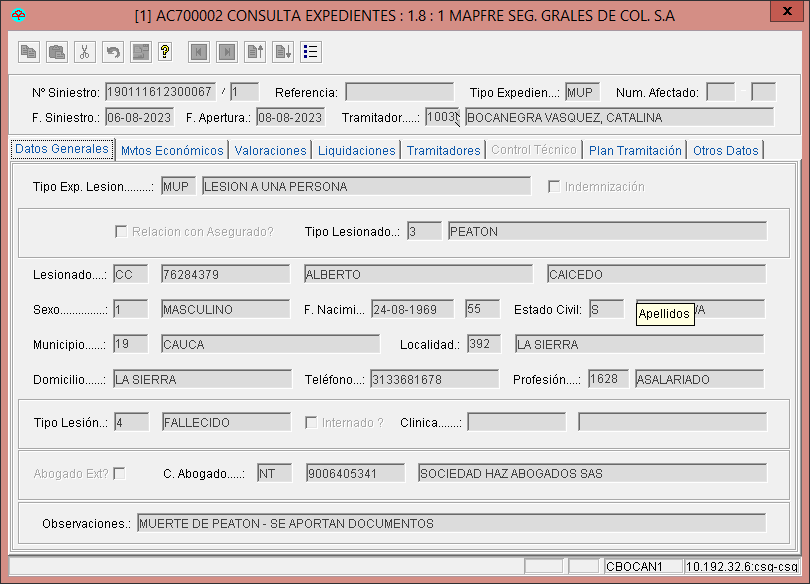 [1] AC700002 CONSULTA EXPEDIENTES : 1.8 : 1 MAPFRE SEG. GRALES DE COL. S.A
Nº Siniestro: 190111612300067 / 1 Referencia: Tipo Expedien...: MUP Num. Afectado:
F. Siniestro.: 06-08-2023 F. Apertura.: 08-08-2023 Tramitador.....: 1003 BOCANEGRA VASQUEZ, CATALINA
Datos Generales Mvtos Económicos Valoraciones Liquidaciones Tramitadores Control Técnico Plan Tramitación Otros Datos
Tipo Exp. Lesion.........: MUP LESION A UNA PERSONA Indemnización
Relacion con Asegurado? Tipo Lesionado..: 3 PEATON
Lesionado....: CC 76284379 ALBERTO CAICEDO
Sexo..............: 1 MASCULINO F. Nacimi... 24-08-1969 55 Estado Civil: S Apellidos
Municipio......: 19 CAUCA Localidad.: 392 LA SIERRA
Domicilio......: LA SIERRA Teléfono...: 3133681678 Profesión....: 1628 ASALARIADO
Tipo Lesión..: 4 FALLECIDO Internado ? Clinica.......:
Abogado Ext? C. Abogado.....: NT 9006405341 SOCIEDAD HAZ ABOGADOS SAS
Observaciones.: MUERTE DE PEATON - SE APORTAN DOCUMENTOS
CBOCAN1 10.192.32.6:csq-csq